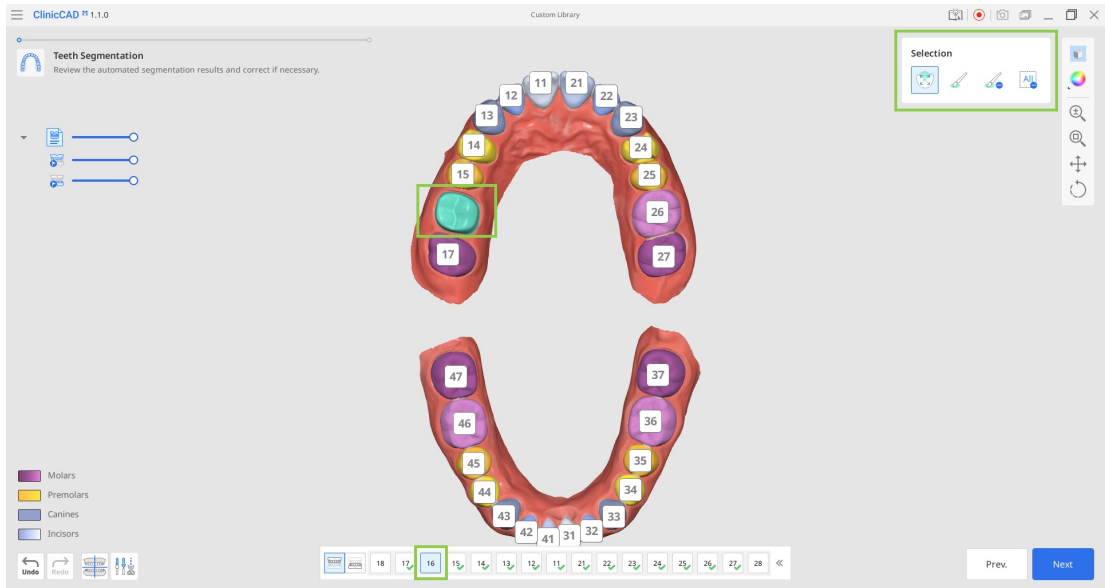 ClinicCAD 1.1.0
Custom Library
Teeth Segmentation
Review the automated segmentation results and correct if necessary.
Selection
All
11 21
12 22
13 23
14 24
15 25
26
17 27
47 37
46 36
45 35
44 34
43 33
42 41 31 32
Molars
Premolars
Canines
Incisors
Undo Redo
18 17 16 15 14 13 12 11 21 22 23 24 25 26 27 28
Prev. Next